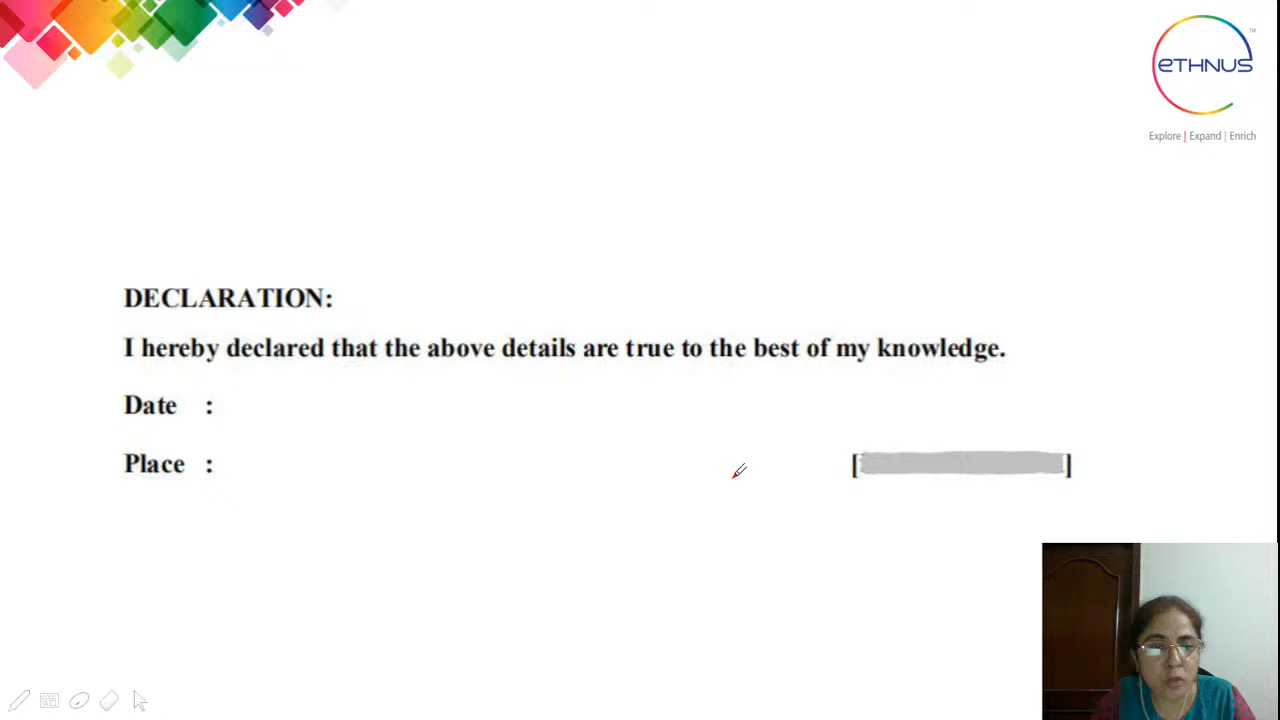 eTHNUS
TM
Explore | Expand | Enrich
DECLARATION:
I hereby declared that the above details are true to the best of my knowledge.
Date :
Place :
[ ]